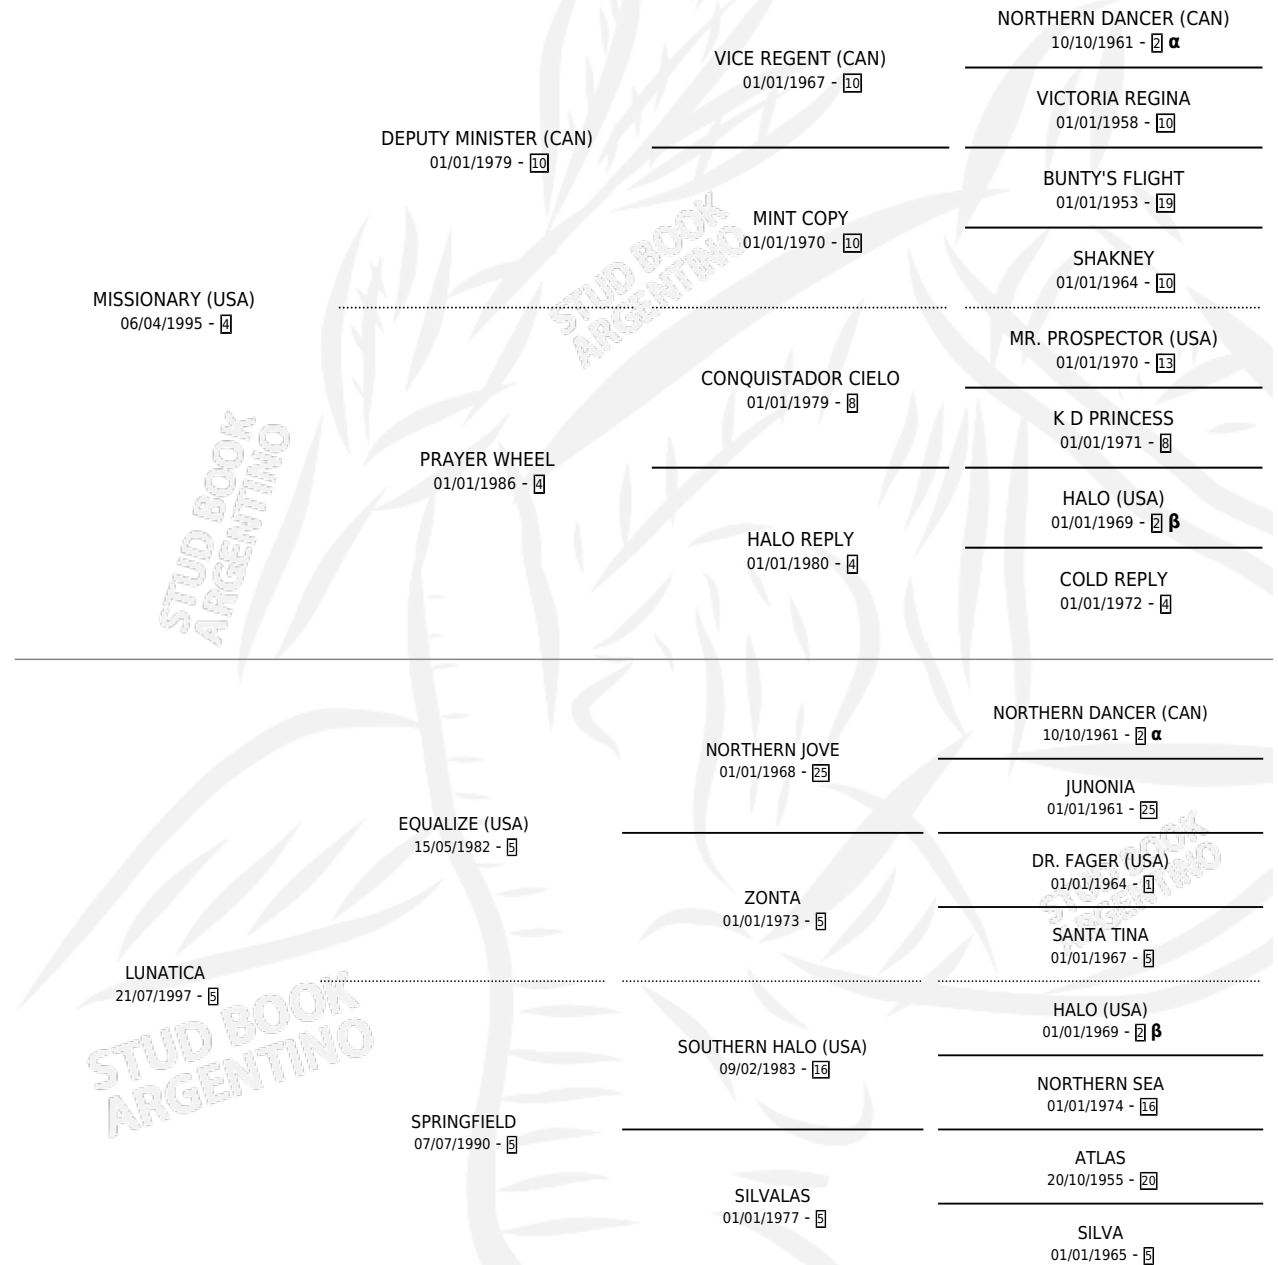 NORTHERN DANCER (CAN)
10/10/1961 - 2 α
VICE REGENT (CAN)
01/01/1967 - 10
VICTORIA REGINA
01/01/1958 - 10
DEPUTY MINISTER (CAN)
01/01/1979 - 10
BUNTY'S FLIGHT
01/01/1953 - 19
MINT COPY
01/01/1970 - 10
SHAKNEY
01/01/1964 - 10
MISSIONARY (USA)
06/04/1995 - 4
MR. PROSPECTOR (USA)
01/01/1970 - 13
CONQUISTADOR CIELO
01/01/1979 - 8
K D PRINCESS
01/01/1971 - 8
PRAYER WHEEL
01/01/1986 - 4
HALO (USA)
01/01/1969 - 2 β
HALO REPLY
01/01/1980 - 4
COLD REPLY
01/01/1972 - 4
NORTHERN DANCER (CAN)
10/10/1961 - 2 α
NORTHERN JOVE
01/01/1968 - 25
JUNONIA
01/01/1961 - 25
EQUALIZE (USA)
15/05/1982 - 5
DR. FAGER (USA)
01/01/1964 - 1
ZONTA
01/01/1973 - 5
SANTA TINA
01/01/1967 - 5
LUNATICA
21/07/1997 - 5
HALO (USA)
01/01/1969 - 2 β
SOUTHERN HALO (USA)
09/02/1983 - 16
NORTHERN SEA
01/01/1974 - 16
SPRINGFIELD
07/07/1990 - 5
ATLAS
20/10/1955 - 20
SILVALAS
01/01/1977 - 5
SILVA
01/01/1965 - 5
STUD BOOK
ARGENTINO
STUD BOOK
ARGENTINO
STUD BOOK
ARGENTINO
STUD BOOK
ARGENTINO